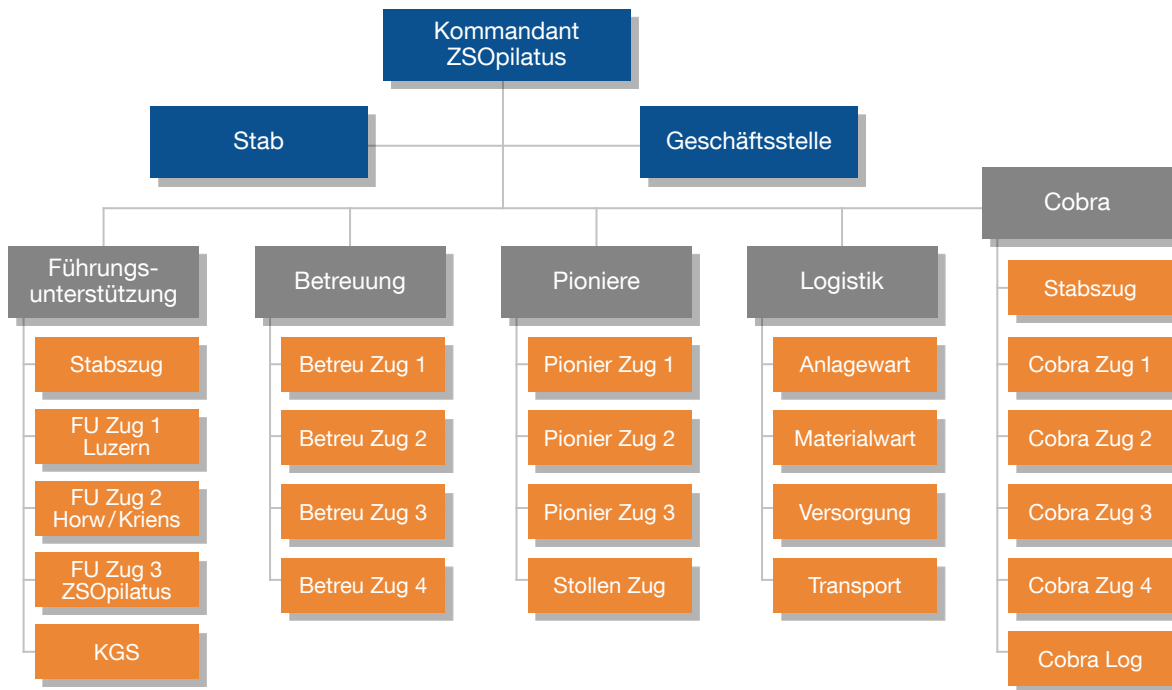 Kommandant
ZSOpilatus
Stab
Geschäftsstelle
Cobra
Führungs-
unterstützung
Betreuung
Pioniere
Logistik
Stabszug
FU Zug 1
Luzern
FU Zug 2
Horw/Kriens
FU Zug 3
ZSOpilatus
KGS
Betreu Zug 1
Betreu Zug 2
Betreu Zug 3
Betreu Zug 4
Pionier Zug 1
Pionier Zug 2
Pionier Zug 3
Stollen Zug
Anlagewart
Materialwart
Versorgung
Transport
Stabszug
Cobra Zug 1
Cobra Zug 2
Cobra Zug 3
Cobra Zug 4
Cobra Log